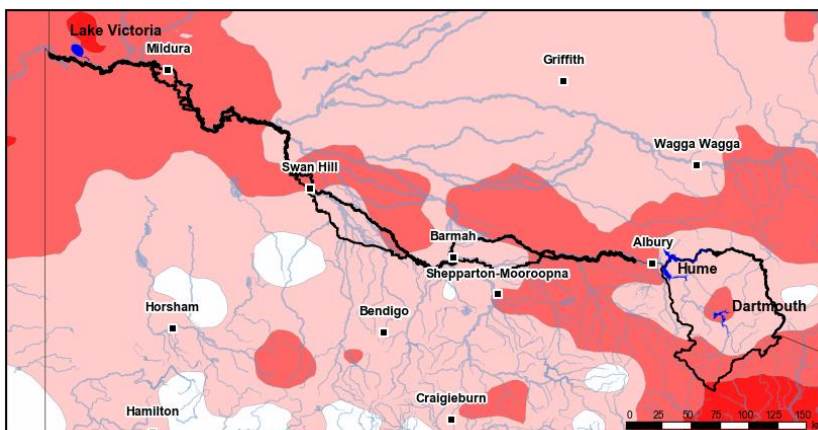 Lake Victoria
Mildura
Griffith
Wagga Wagga
Swan Hill
Barmah
Albury
Hume
Shepparton-Mooroopna
Dartmouth
Horsham
Bendigo
Hamilton
Craigieburn
0 25 50 75 100 125 150